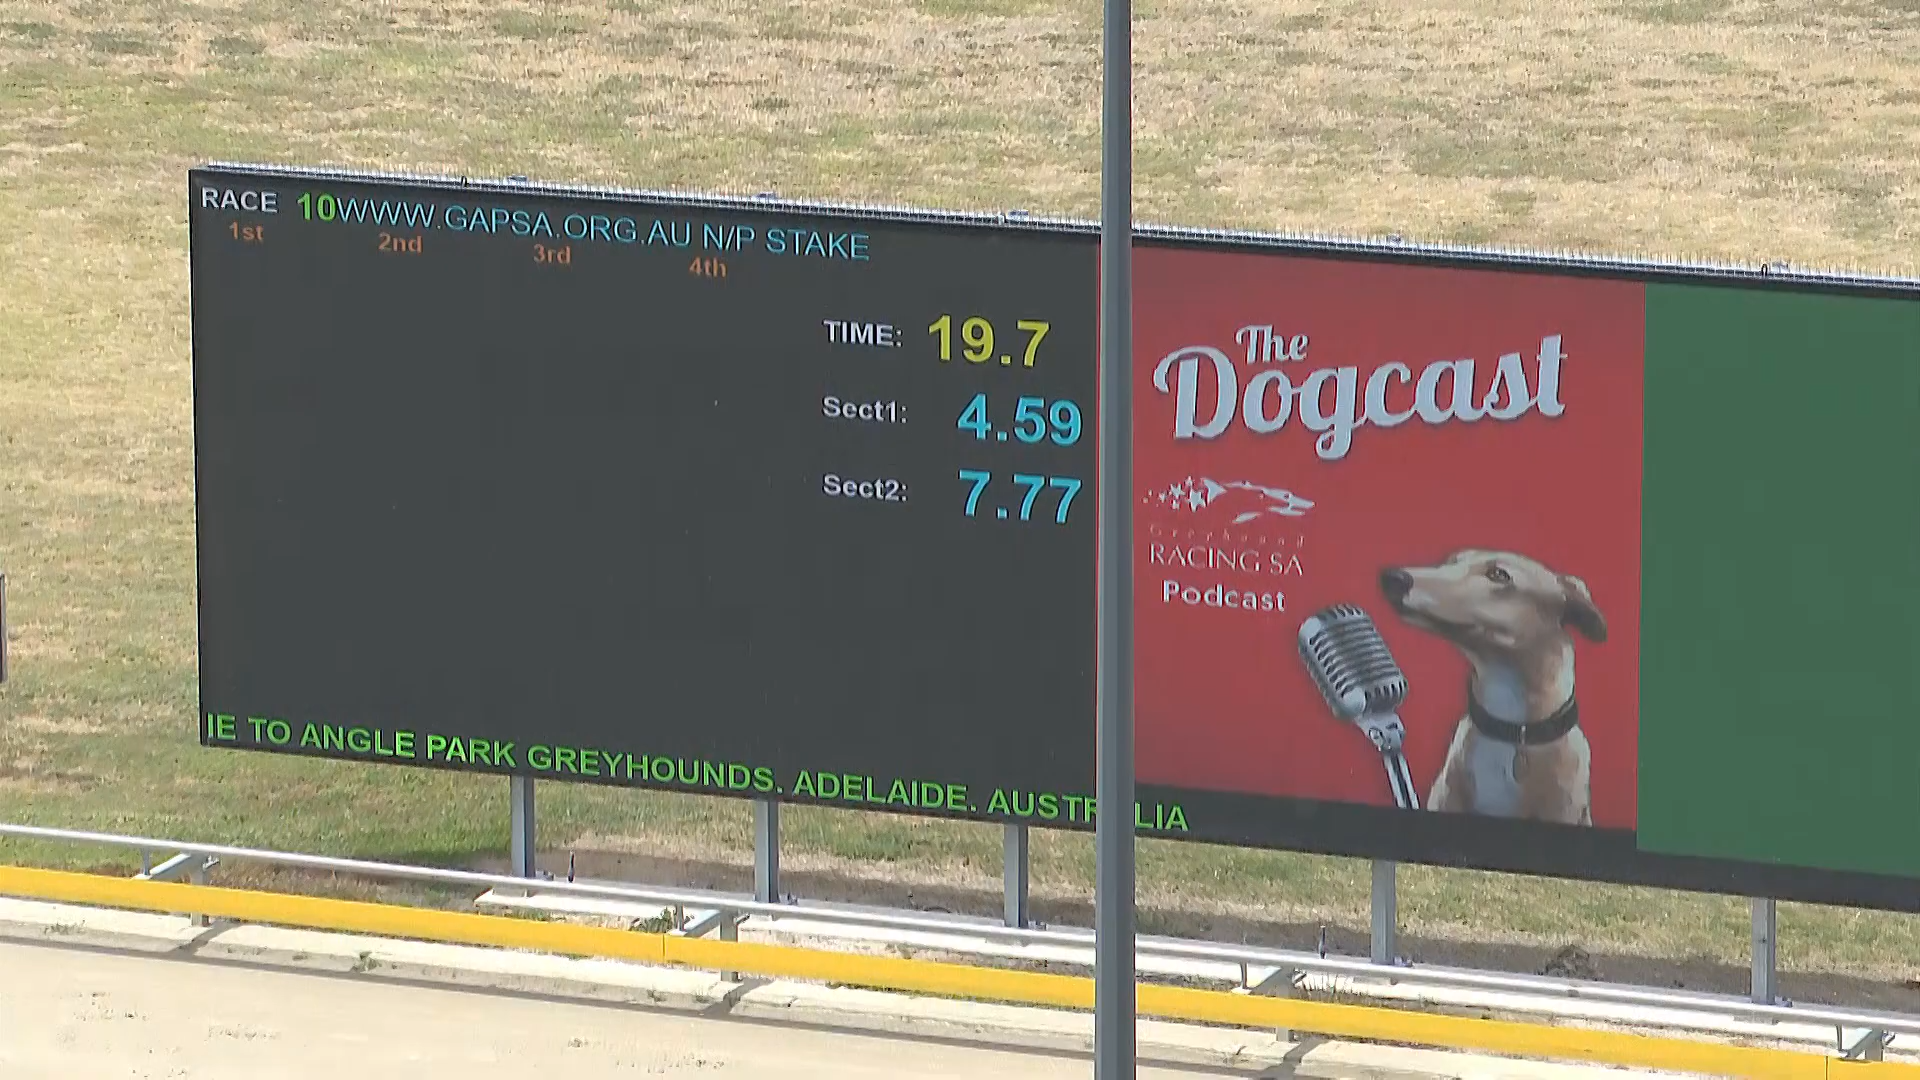 RACE 10WWW.GAPSA.ORG.AU N/P STAKE
1st 2nd 3rd 4th
TIME: 19.7
Sect1: 4.59
Sect2: 7.77
IE TO ANGLE PARK GREYHOUNDS. ADELAIDE. AUSTRALIA
The
Dogcast
Greyhound
RACING SA
Podcast